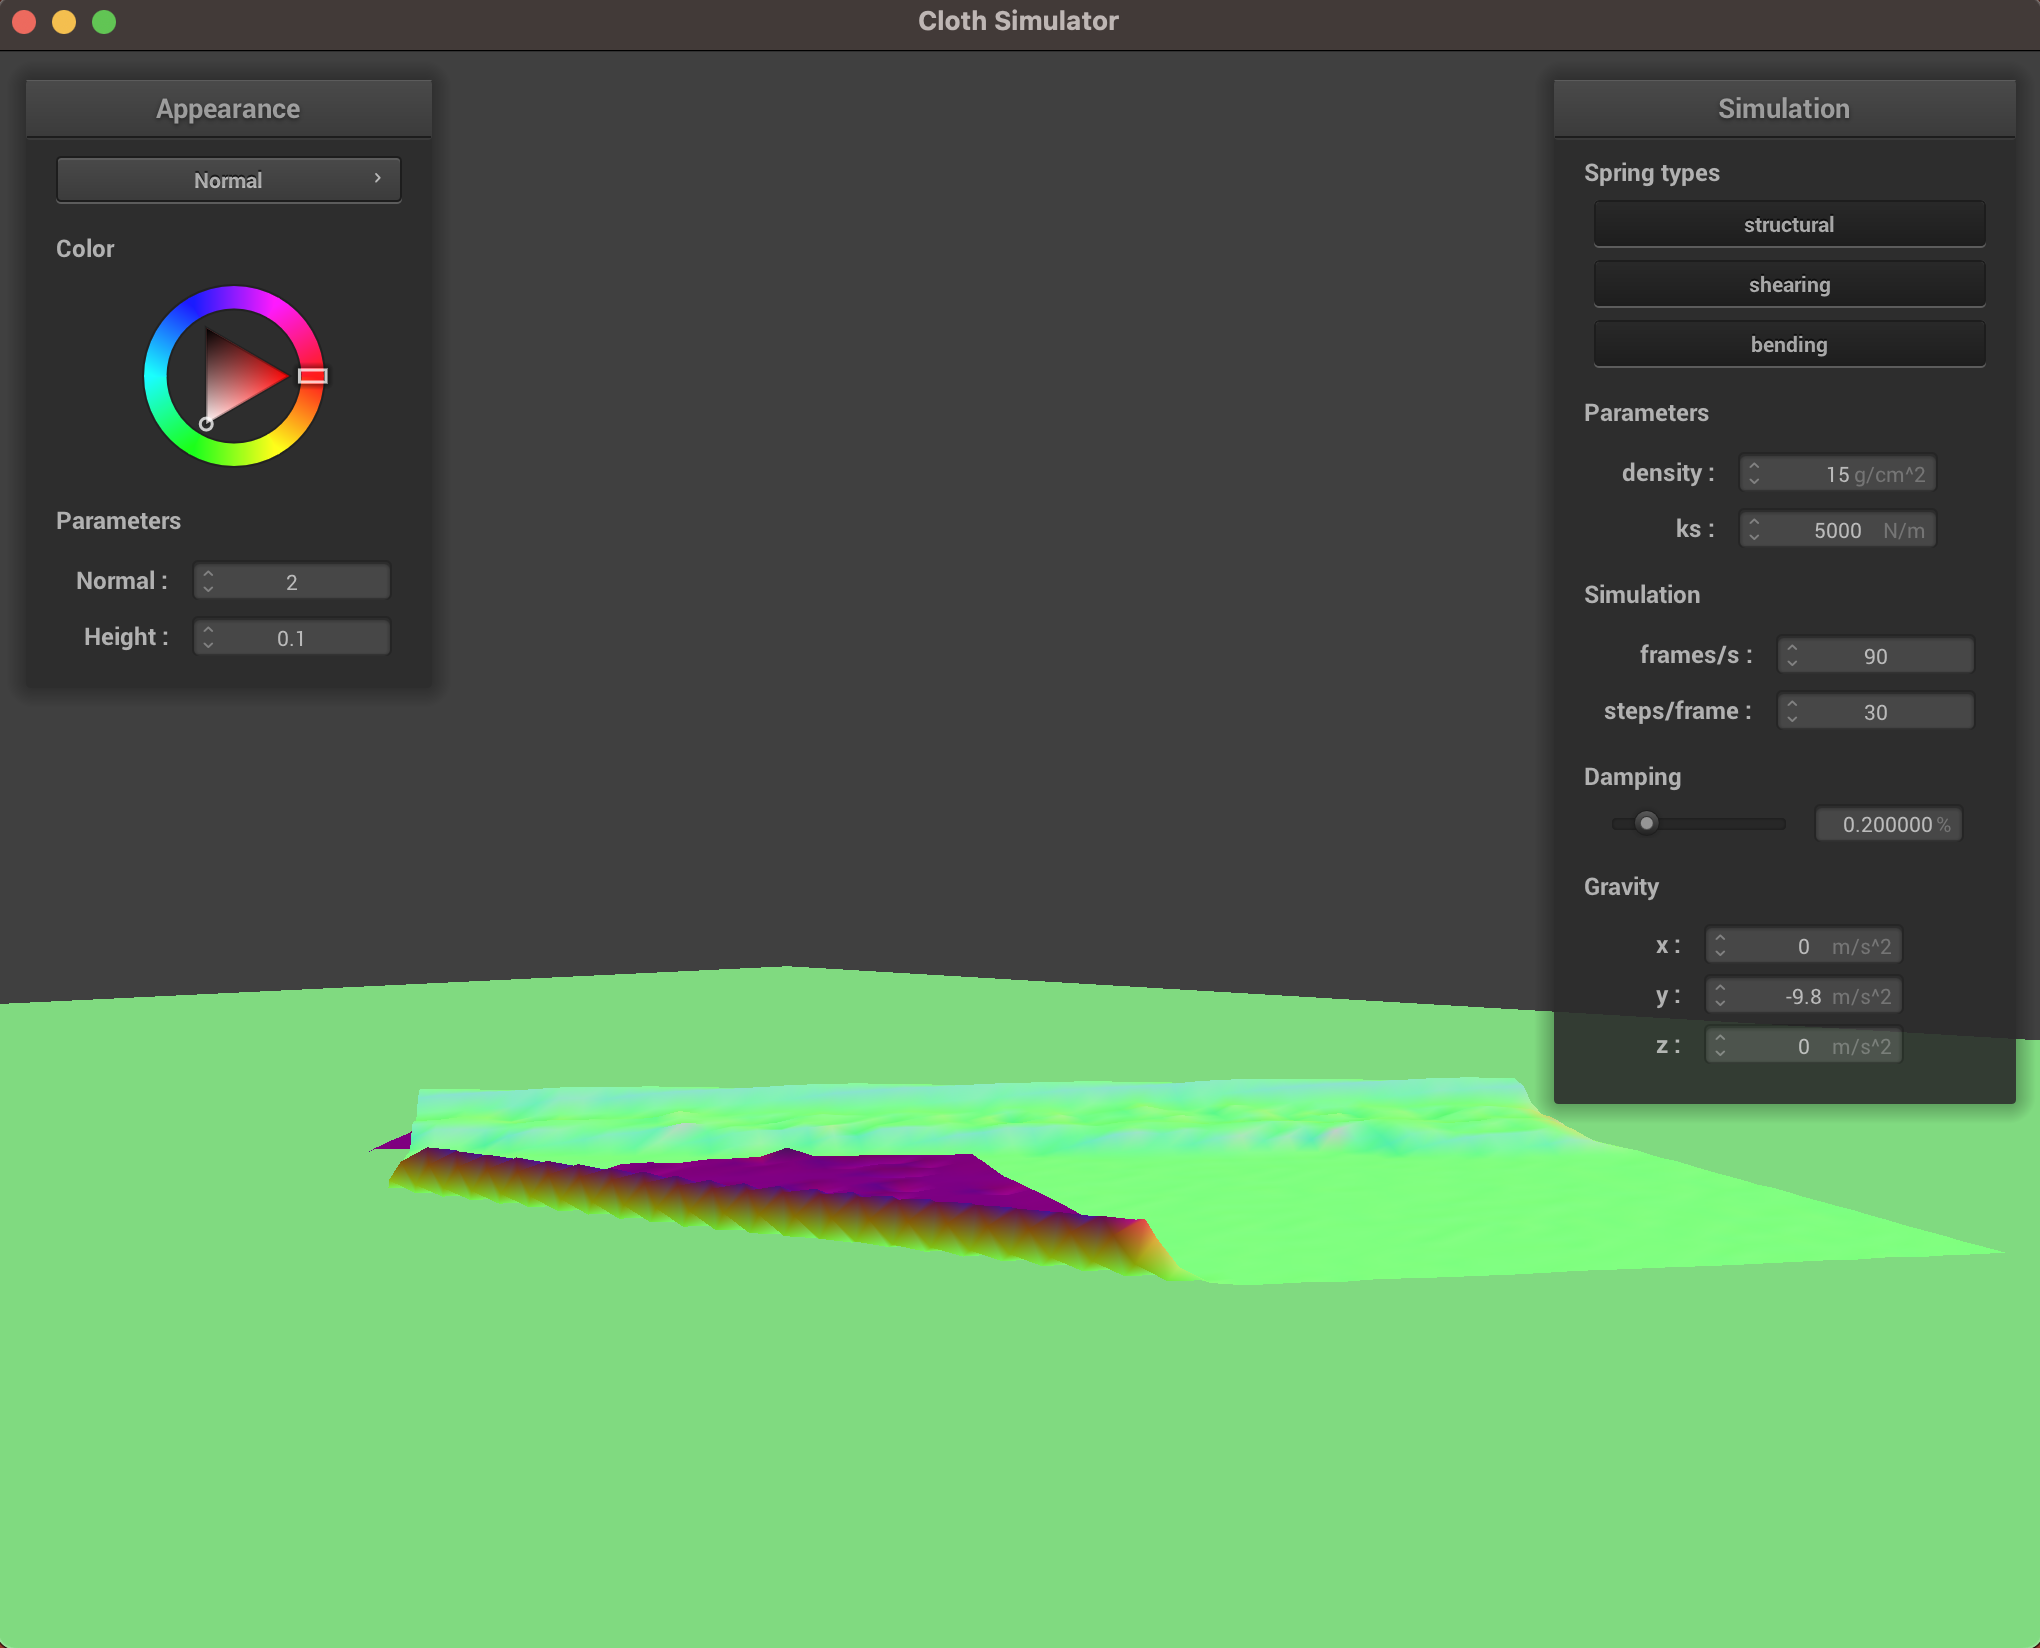 Cloth Simulator
Appearance
Normal
Color
Parameters
Normal : 2
Height : 0.1
Simulation
Spring types
structural
shearing
bending
Parameters
density : 15 g/cm^2
ks : 5000 N/m
Simulation
frames/s : 90
steps/frame : 30
Damping
0.200000 %
Gravity
x : 0 m/s^2
y : -9.8 m/s^2
z : 0 m/s^2